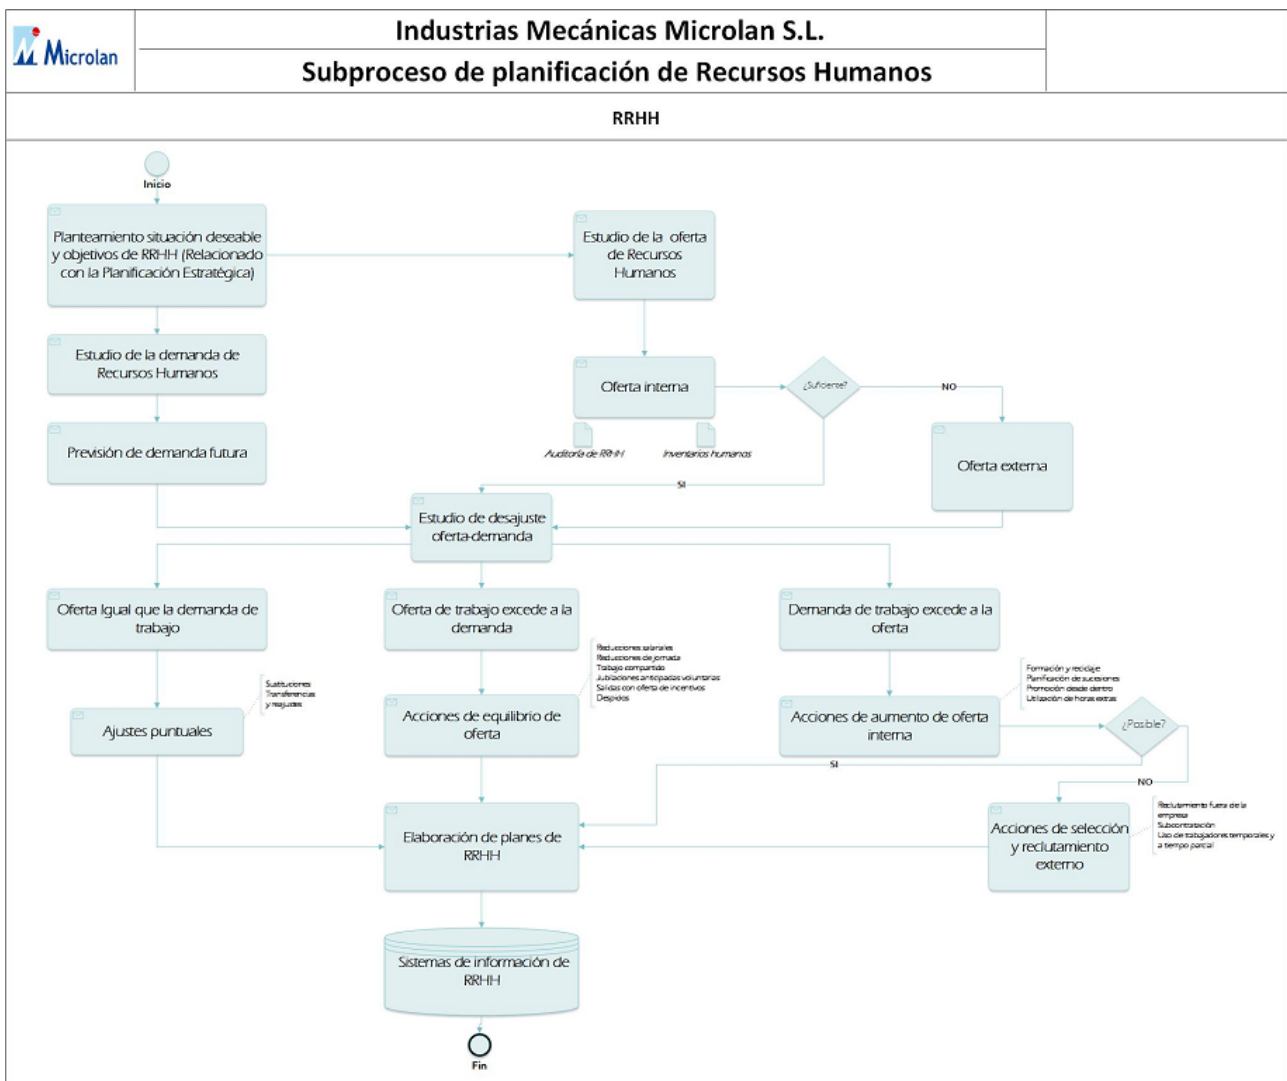 Microlan
Industrias Mecánicas Microlan S.L.
Subproceso de planificación de Recursos Humanos
RRHH
Inicio
Planteamiento situación deseable
y objetivos de RRHH (Relacionado
con la Planificación Estratégica)
Estudio de la oferta
de Recursos
Humanos
Estudio de la demanda de
Recursos Humanos
Oferta interna
¿Suficiente?
NO
Previsión de demanda futura
Auditoría de RRHH
Inventarios humanos
Oferta externa
SI
Estudio de desajuste
oferta-demanda
Oferta Igual que la demanda de
trabajo
Oferta de trabajo excede a la
demanda
Demanda de trabajo excede a la
oferta
Reducciones salariales
Reducciones de jornada
Trabajo compartido
Jubilaciones anticipadas voluntarias
Salidas con oferta de incentivos
Despidos
Formación y reciclaje
Planificación de sucesiones
Promoción desde dentro
Utilización de horas extras
Sustituciones
Transferencias
y reajustes
Ajustes puntuales
Acciones de equilibrio de
oferta
Acciones de aumento de oferta
interna
¿Posible?
SI
NO
Elaboración de planes de
RRHH
Acciones de selección
y reclutamiento
externo
Reclutamiento fuera de la
empresa
Subcontratación
Uso de trabajadores temporales y
a tiempo parcial
Sistemas de información de
RRHH
Fin